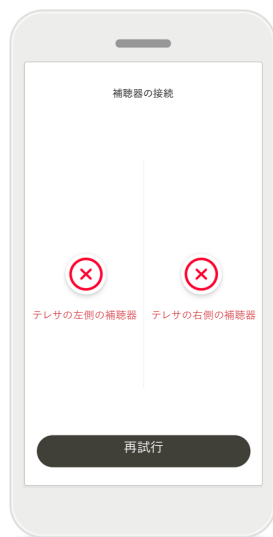 補聴器の接続
テレサの左側の補聴器
テレサの右側の補聴器
再試行